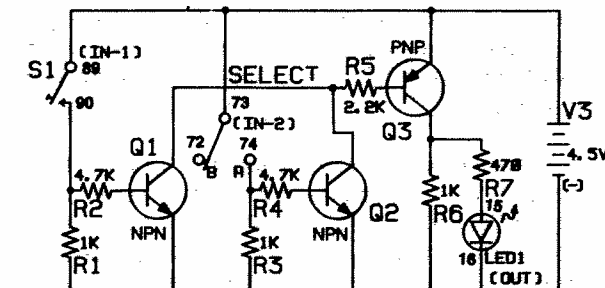 PNP
(IN-1)
S1
89
SELECT
R5
90
73
2.2K
V3
(IN-2)
Q3
Q1
72
74
4.5V
B
A
4.7K
4.7K
470
(-)
R2
R4
1K
R7
Q2
R6
15
1K
NPN
1K
NPN
R1
R3
16
LED1
(OUT)